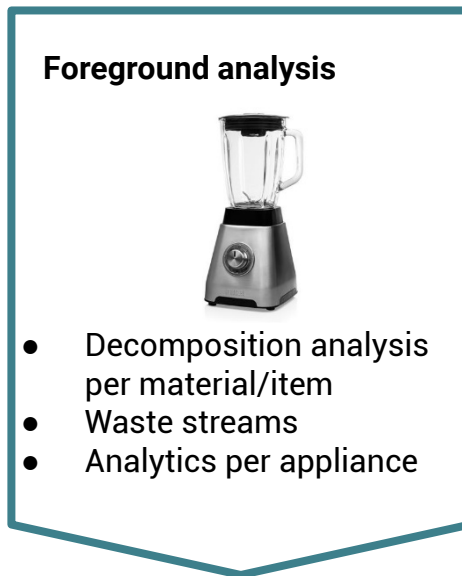 Foreground analysis
● Decomposition analysis
per material/item
● Waste streams
● Analytics per appliance